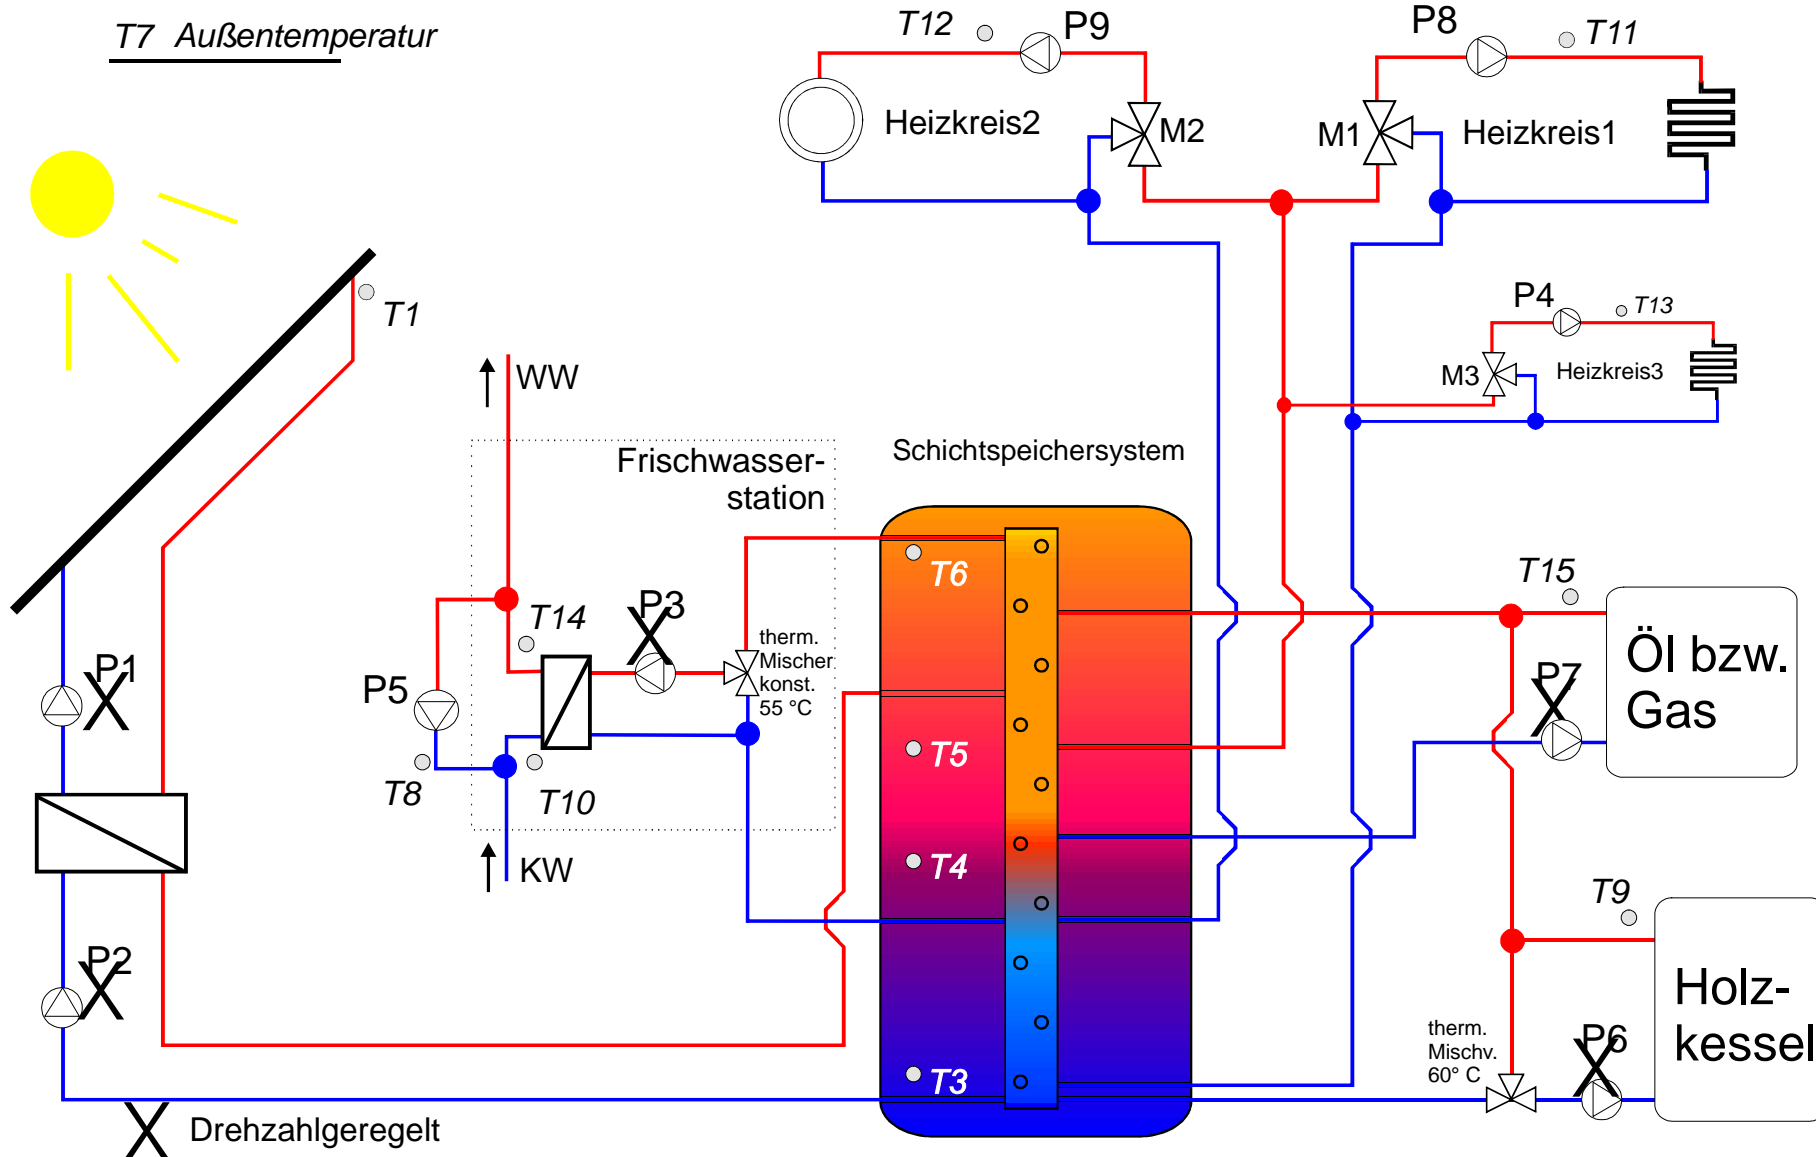 T7 Außentemperatur
T12
P9
P8
T11
Heizkreis2
M2
M1
Heizkreis1
T1
P4
T13
M3
Heizkreis3
WW
Schichtspeichersystem
Frischwasser-
station
T6
T15
T14
P3
therm.
Mischer
konst.
55 °C
P1
P5
Öl bzw.
Gas
P7
T5
T8
T10
T4
KW
T9
P2
Holz-
kessel
therm.
Mischv.
60° C
P6
T3
X Drehzahlgeregelt